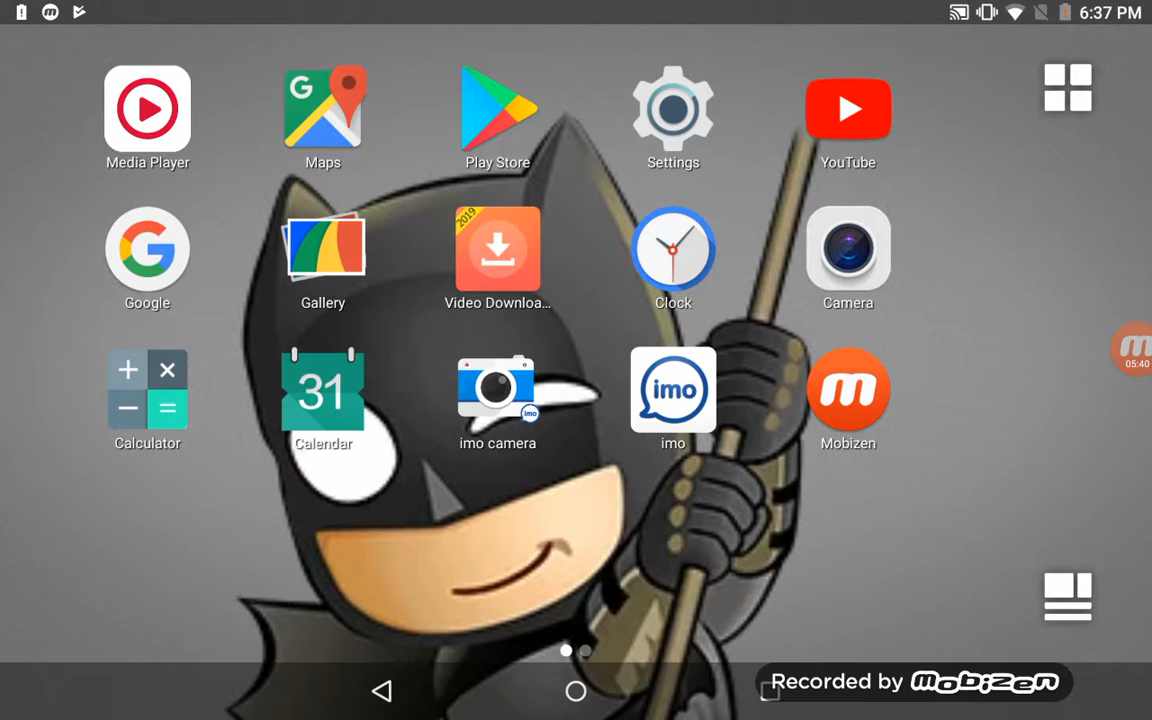 6:37 PM
Media Player
Maps
Play Store
Settings
YouTube
2019
Google
Gallery
Video Downloa...
Clock
Camera
31
imo
05:40
Calculator
Calendar
imo camera
imo
Mobizen
Recorded by mobizen